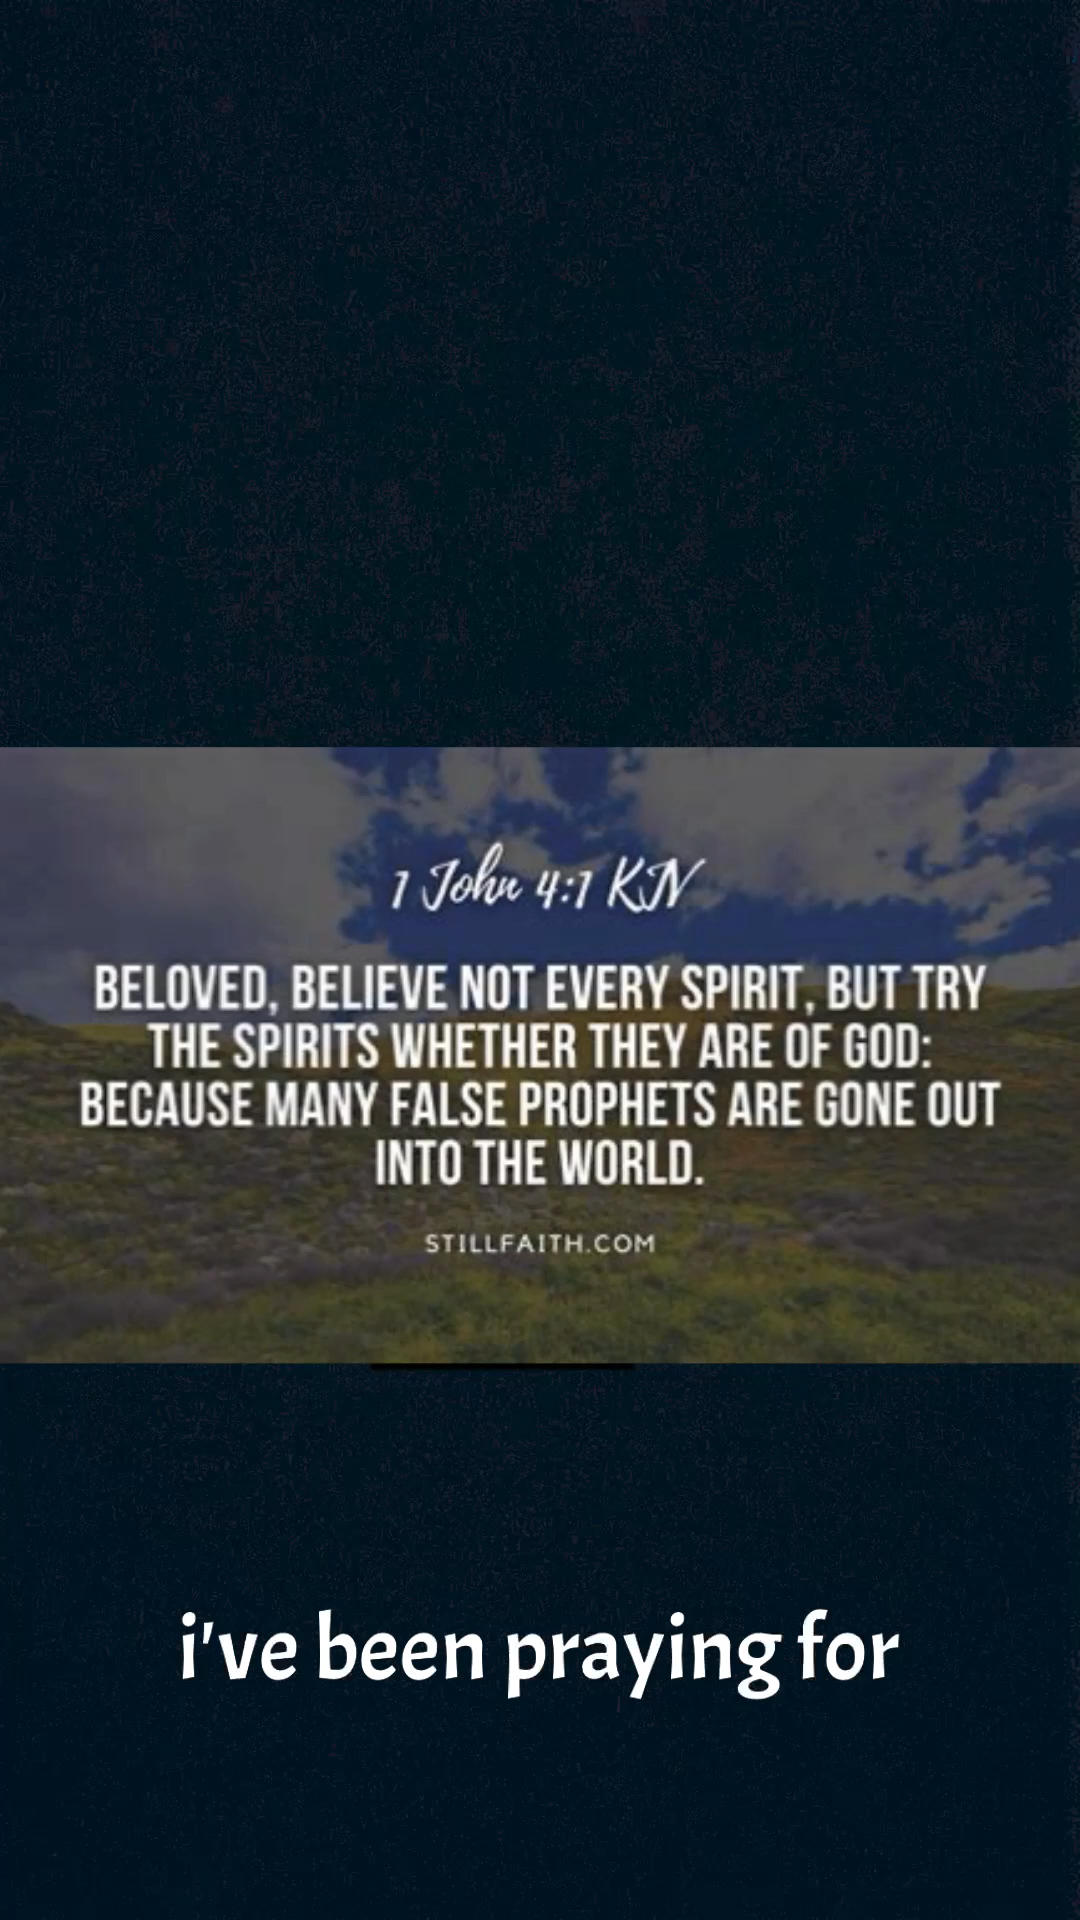 1 John 4:1 KJV
BELOVED, BELIEVE NOT EVERY SPIRIT, BUT TRY
THE SPIRITS WHETHER THEY ARE OF GOD:
BECAUSE MANY FALSE PROPHETS ARE GONE OUT
INTO THE WORLD.
STILLFAITH.COM
i've been praying for